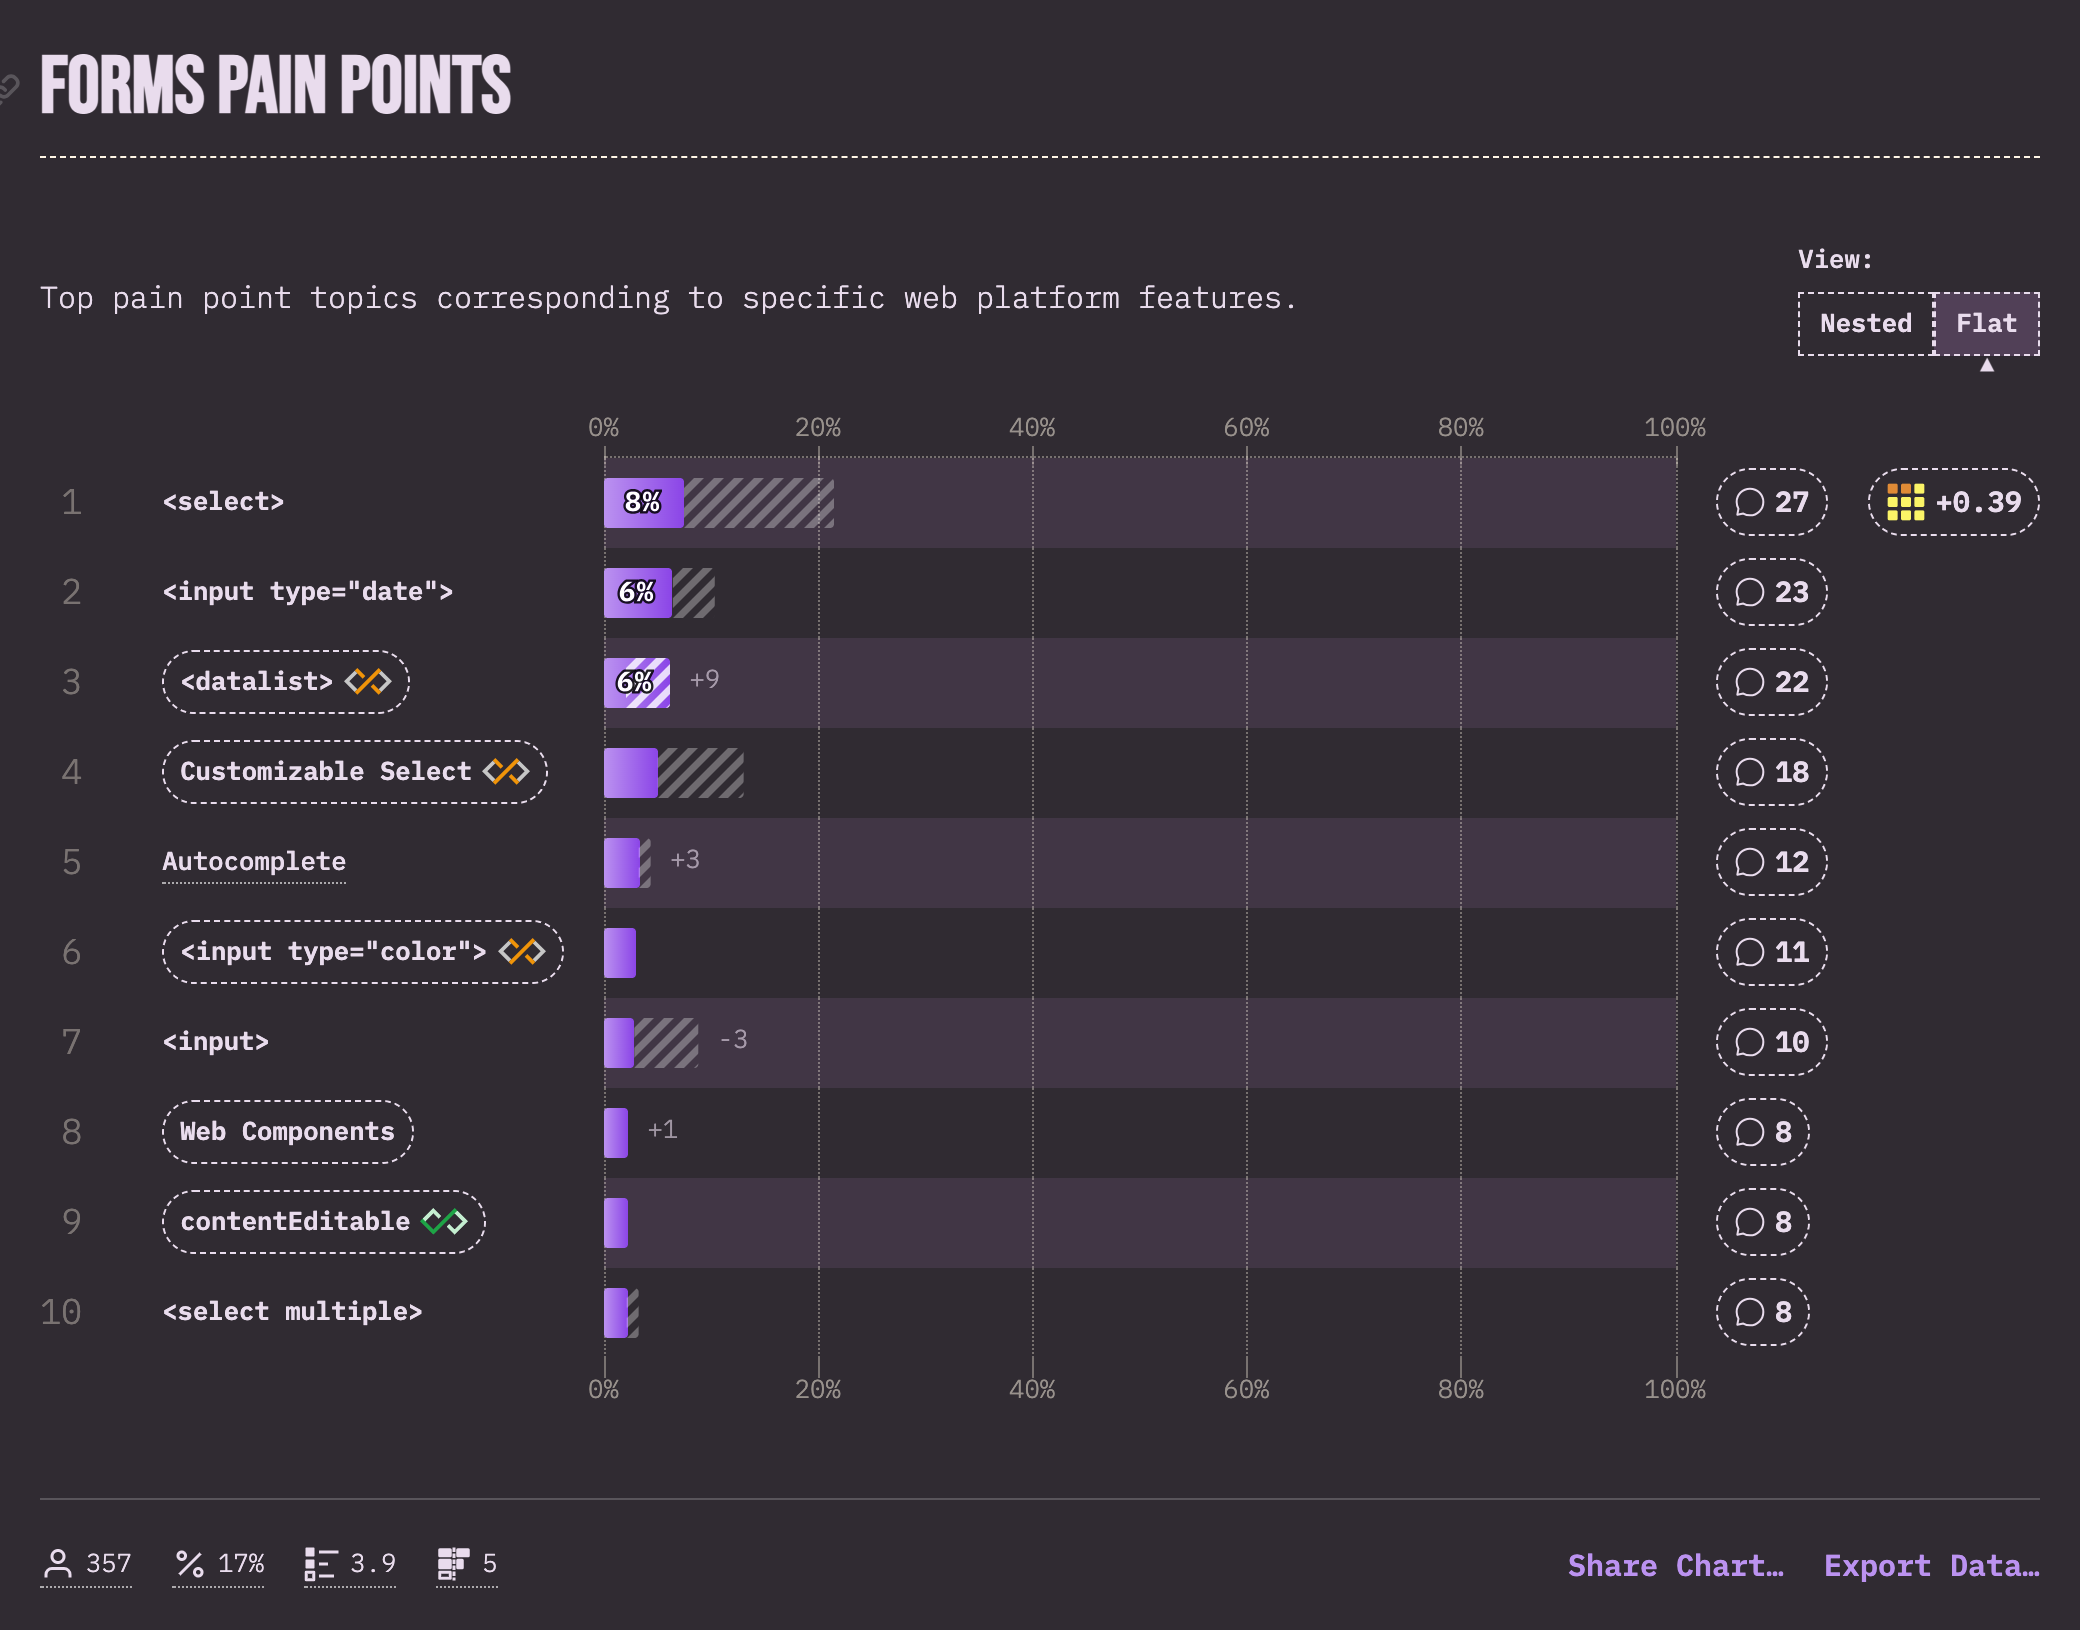 FORMS PAIN POINTS
Top pain point topics corresponding to specific web platform features.
View:
Nested Flat
0% 20% 40% 60% 80% 100%
1 <select> 8% 27 +0.39
2 <input type="date"> 6% 23
3 <datalist> 6% +9 22
4 Customizable Select 18
5 Autocomplete +3 12
6 <input type="color"> 11
7 <input> -3 10
8 Web Components +1 8
9 contentEditable 8
10 <select multiple> 8
0% 20% 40% 60% 80% 100%
357 17% 3.9 5 Share Chart… Export Data…